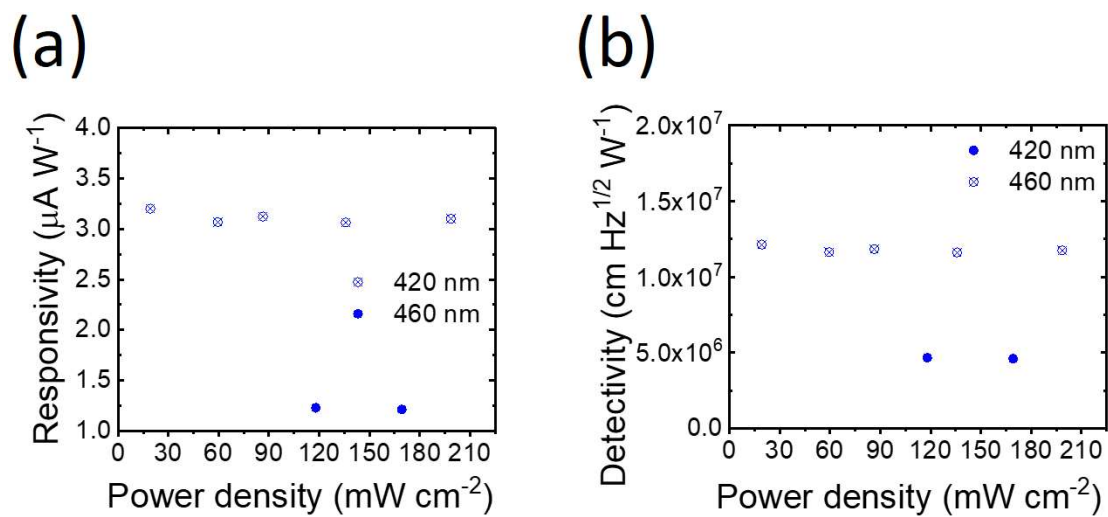 (a)
Responsivity (μA W⁻¹)
4.0
3.5
3.0
2.5
2.0
1.5
1.0
420 nm
460 nm
0 30 60 90 120 150 180 210
Power density (mW cm⁻²)
(b)
Detectivity (cm Hz¹/² W⁻¹)
2.0x10⁷
1.5x10⁷
1.0x10⁷
5.0x10⁶
0.0
420 nm
460 nm
0 30 60 90 120 150 180 210
Power density (mW cm⁻²)